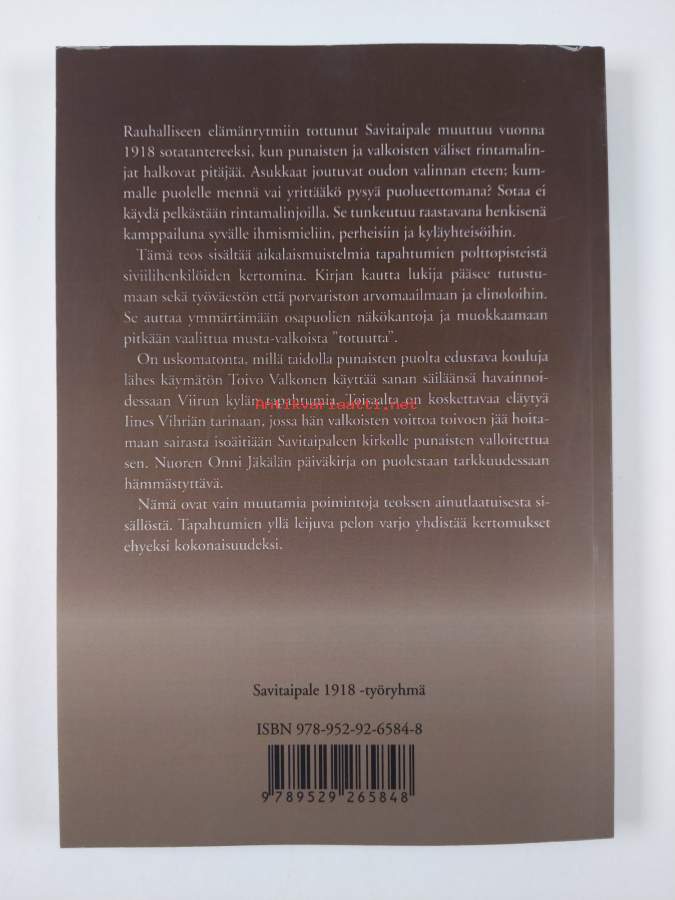 Rauhalliseen elämänrytmiin tottunut Savitaipale muuttuu vuonna
1918 sotatantereeksi, kun punaisten ja valkoisten väliset rintamalin-
jat halkovat pitäjää. Asukkaat joutuvat oudon valinnan eteen; kum-
malle puolelle mennä vai yrittääkö pysyä puolueettomana? Sotaa ei
käydä pelkästään rintamalinjoilla. Se tunkeutuu raastavana henkisenä
kamppailuna syvälle ihmismieliin, perheisiin ja kyläyhteisöihin.
Tämä teos sisältää aikalaismuistelmia tapahtumien polttopisteistä
siviilihenkilöiden kertomina. Kirjan kautta lukija pääsee tutustu-
maan sekä työväestön että porvariston arvomaailmaan ja elinoloihin.
Se auttaa ymmärtämään osapuolien näkökantoja ja muokkaamaan
pitkään vaalittua musta-valkoista "totuutta".
On uskomatonta, millä taidolla punaisten puolta edustava kouluja
lähes käymätön Toivo Valkonen käyttää sanan säiläänsä havainnoi-
dessaan Viirun kylän tapahtumia. Toisaalta on koskettavaa eläytyä
Antikvariaatti.net
Iines Vihriän tarinaan, jossa hän valkoisten voittoa toivoen jää hoita-
maan sairasta isoäitiään Savitaipaleen kirkolle punaisten valloitettua
sen. Nuoren Onni Jäkälän päiväkirja on puolestaan tarkkuudessaan
hämmästyttävä.
Nämä ovat vain muutamia poimintoja teoksen ainutlaatuisesta si-
sällöstä. Tapahtumien yllä leijuva pelon varjo yhdistää kertomukset
ehyeksi kokonaisuudeksi.
Savitaipale 1918 -työryhmä
ISBN 978-952-92-6584-8
9 789529 265848